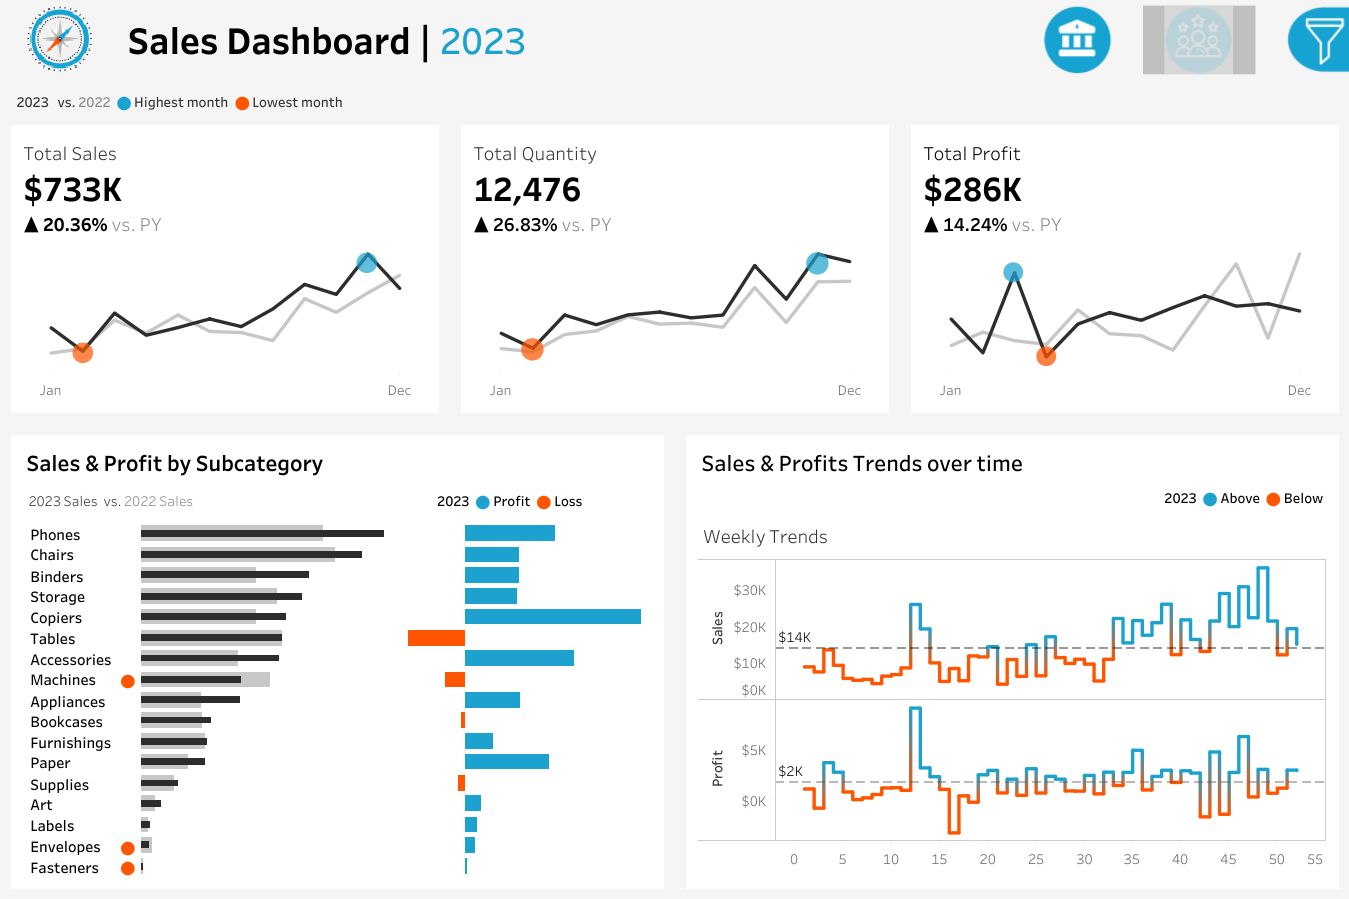 Sales Dashboard | 2023
2023 vs. 2022 Highest month Lowest month
Total Sales
$733K
▲ 20.36% vs. PY
Jan Dec
Total Quantity
12,476
▲ 26.83% vs. PY
Jan Dec
Total Profit
$286K
▲ 14.24% vs. PY
Jan Dec
Sales & Profit by Subcategory
2023 Sales vs. 2022 Sales
2023 Profit Loss
Phones
Chairs
Binders
Storage
Copiers
Tables
Accessories
Machines
Appliances
Bookcases
Furnishings
Paper
Supplies
Art
Labels
Envelopes
Fasteners
Sales & Profits Trends over time
2023 Above Below
Weekly Trends
Sales
$30K
$20K
$14K
$10K
$0K
Profit
$5K
$2K
$0K
0 5 10 15 20 25 30 35 40 45 50 55